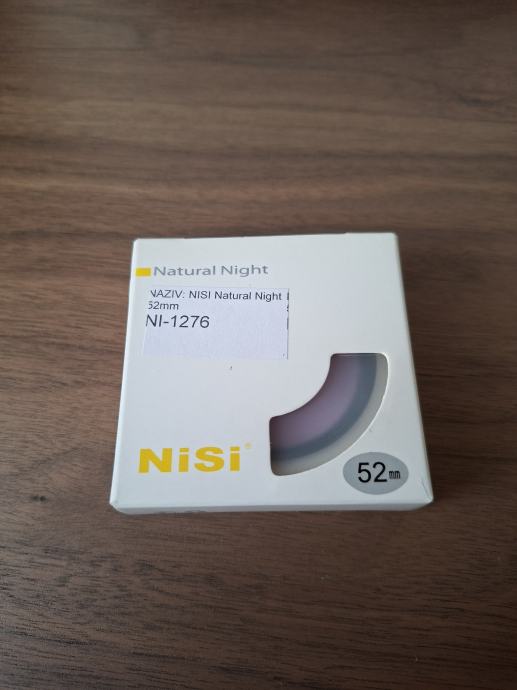 Natural Night
NAZIV: NISI Natural Night
52mm
NI-1276
NiSi®
52mm